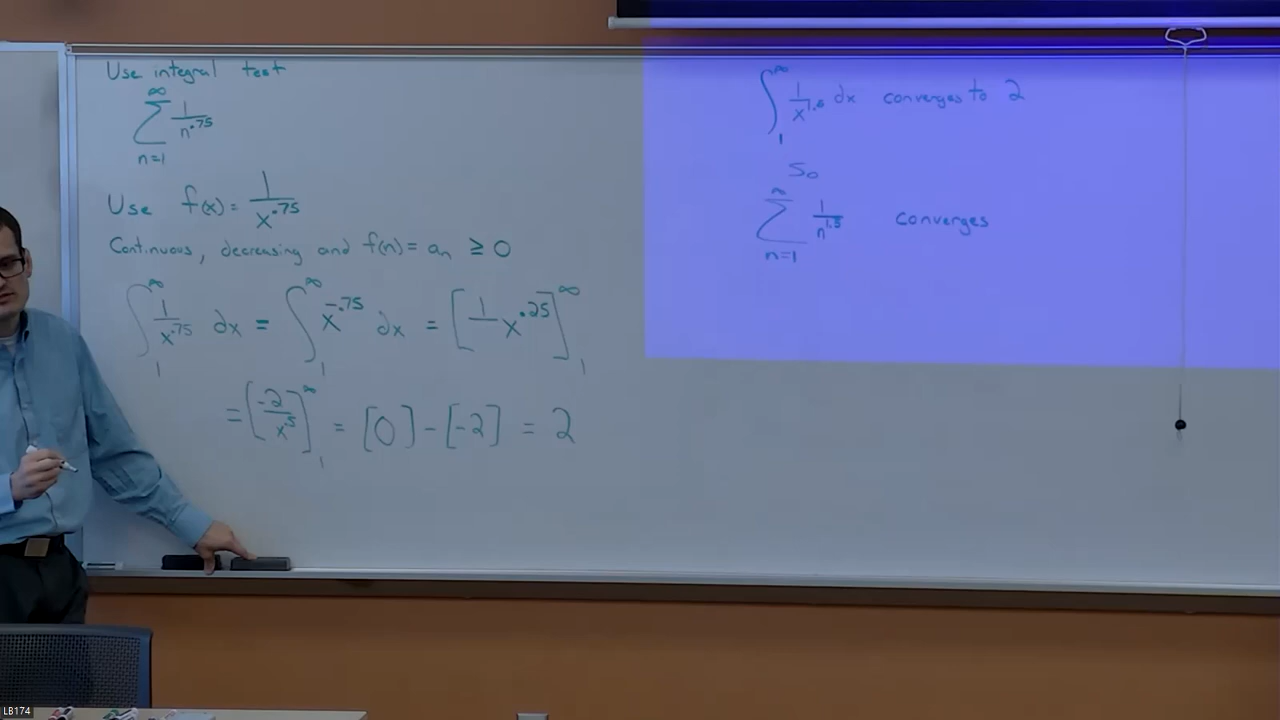 Use integral test
∞
∑ 1/n^.75
n=1
Use f(x) = 1/x^.75
Continuous, decreasing and f(n) = aₙ ≥ 0
∫₁^∞ 1/x^.75 dx = ∫₁^∞ x^-.75 dx = [1/ x^.25]₁^∞
= [-2/x^.5]₁^∞ = [0] - [-2] = 2
∫₁^∞ 1/x^1.5 dx converges to 2
So
∞
∑ 1/n^1.5 converges
n=1
LB174